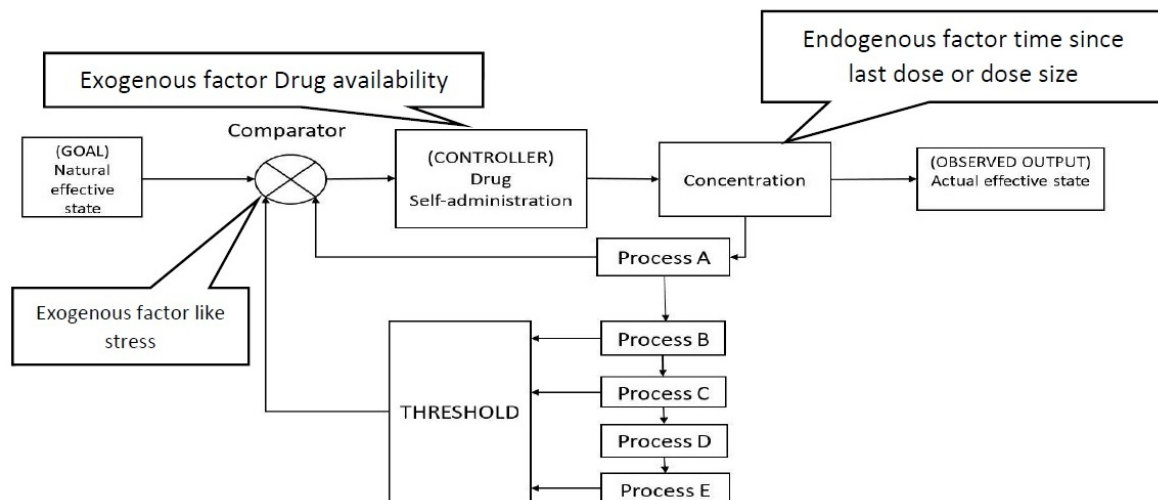 Exogenous factor Drug availability
Endogenous factor time since
last dose or dose size
Comparator
(GOAL)
Natural
effective
state
(CONTROLLER)
Drug
Self-administration
Concentration
(OBSERVED OUTPUT)
Actual effective state
Process A
Exogenous factor like
stress
Process B
Process C
THRESHOLD
Process D
Process E